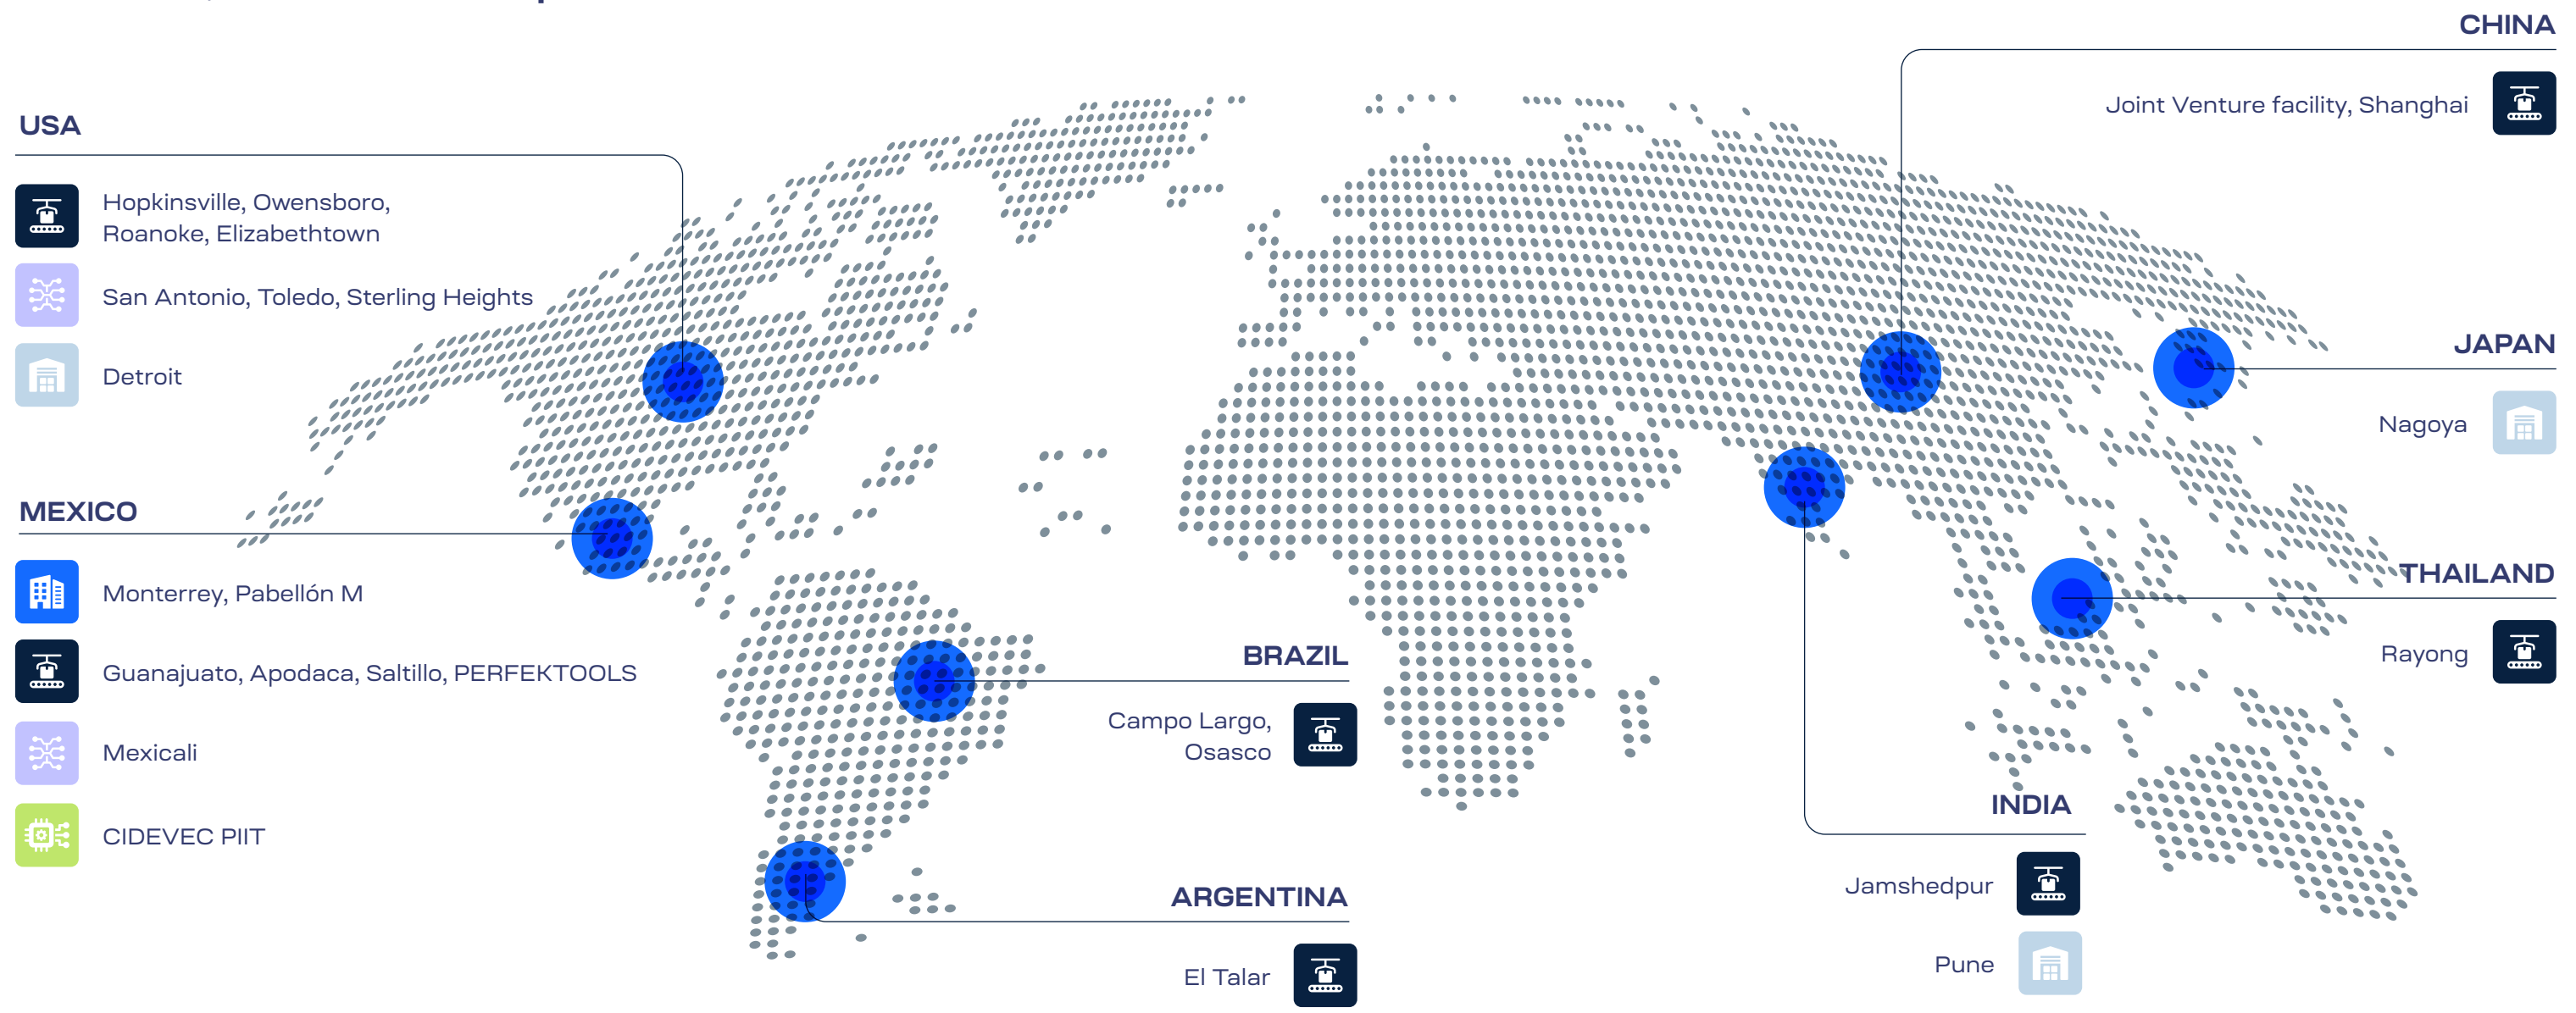 USA
Hopkinsville, Owensboro,
Roanoke, Elizabethtown
San Antonio, Toledo, Sterling Heights
Detroit
MEXICO
Monterrey, Pabellón M
Guanajuato, Apodaca, Saltillo, PERFEKTOOLS
Mexicali
CIDEVEC PIIT
BRAZIL
Campo Largo,
Osasco
ARGENTINA
El Talar
CHINA
Joint Venture facility, Shanghai
JAPAN
Nagoya
THAILAND
Rayong
INDIA
Jamshedpur
Pune